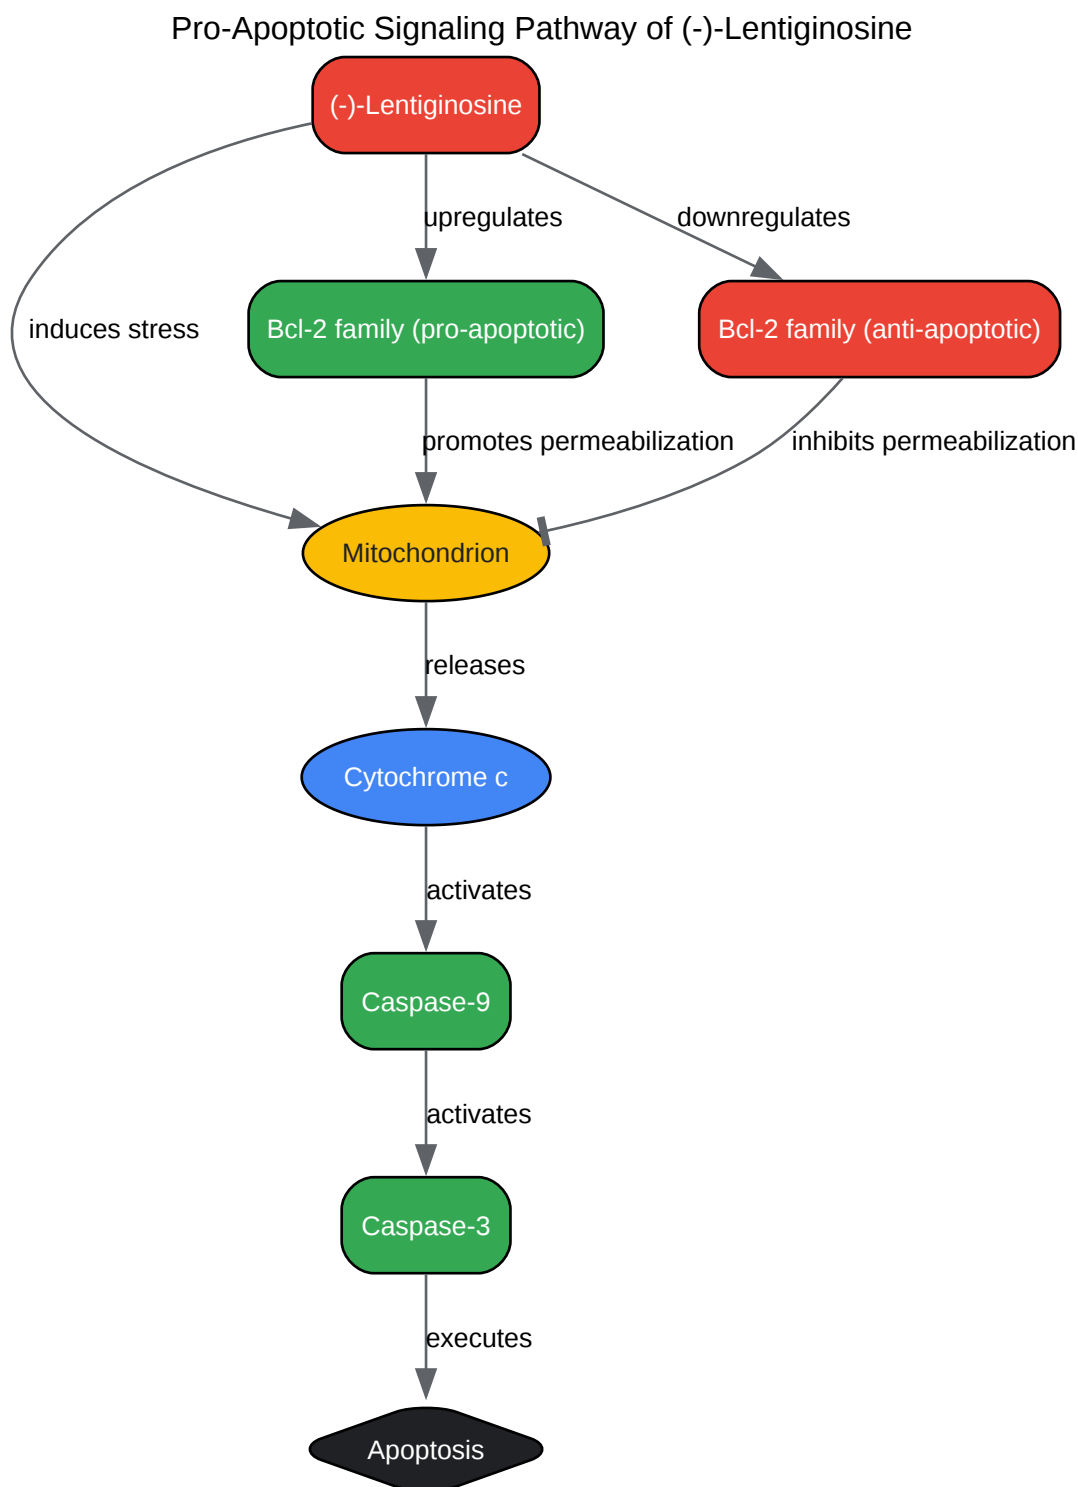 Pro-Apoptotic Signaling Pathway of (-)-Lentiginosine
(-)-Lentiginosine
upregulates
downregulates
induces stress
Bcl-2 family (pro-apoptotic)
Bcl-2 family (anti-apoptotic)
promotes permeabilization
inhibits permeabilization
Mitochondrion
releases
Cytochrome c
activates
Caspase-9
activates
Caspase-3
executes
Apoptosis